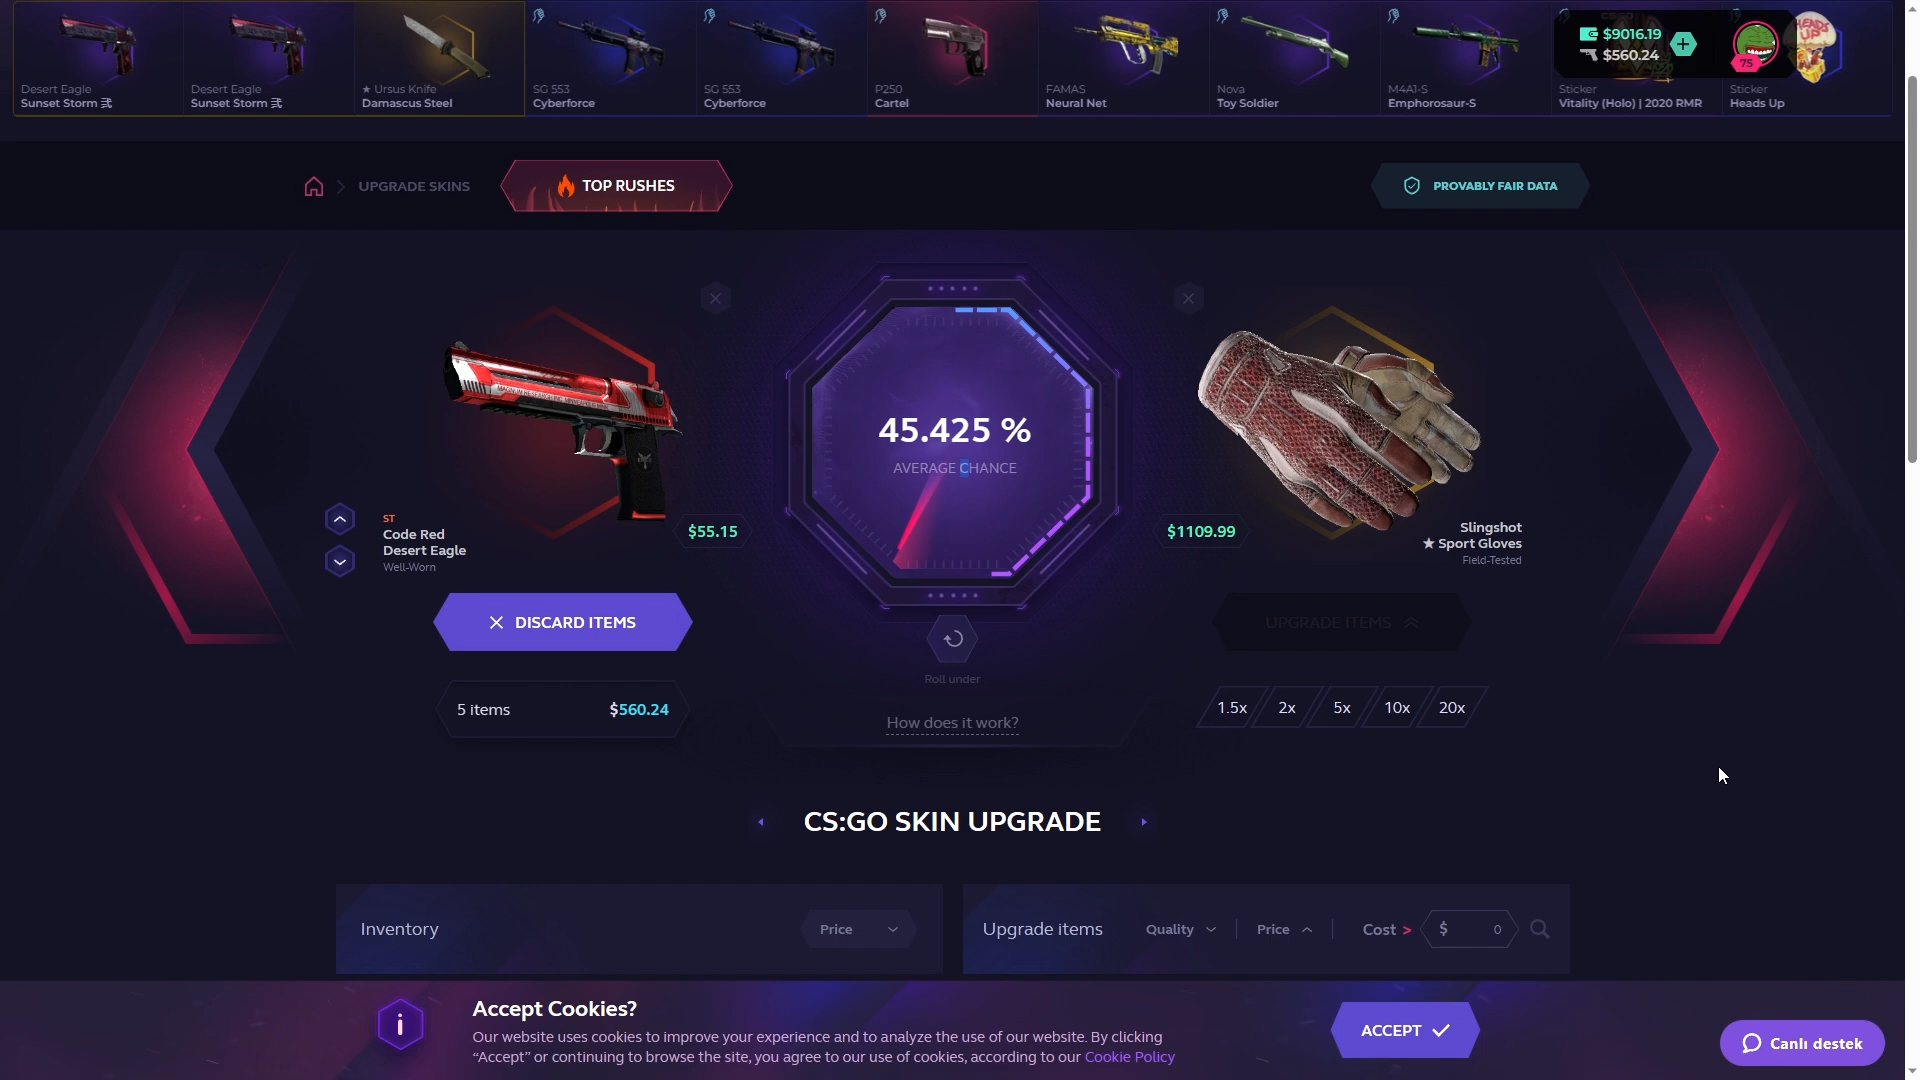 Desert Eagle
Sunset Storm 弐
Desert Eagle
Sunset Storm 弐
★ Ursus Knife
Damascus Steel
SG 553
Cyberforce
SG 553
Cyberforce
P250
Cartel
FAMAS
Neural Net
Nova
Toy Soldier
M4A1-S
Emphorosaur-S
Sticker
Vitality (Holo) | 2020 RMR
Sticker
Heads Up
HEADS UP
$9016.19
$560.24
75
UPGRADE SKINS
TOP RUSHES
PROVABLY FAIR DATA
45.425 %
AVERAGE CHANCE
ST
Code Red
Desert Eagle
Well-Worn
$55.15
$1109.99
Slingshot
★ Sport Gloves
Field-Tested
DISCARD ITEMS
UPGRADE ITEMS
Roll under
5 items $560.24
How does it work?
1.5x 2x 5x 10x 20x
CS:GO SKIN UPGRADE
Inventory
Price
Upgrade items Quality Price Cost > $ 0
Accept Cookies?
Our website uses cookies to improve your experience and to analyze the use of our website. By clicking
“Accept” or continuing to browse the site, you agree to our use of cookies, according to our Cookie Policy
ACCEPT
Canlı destek